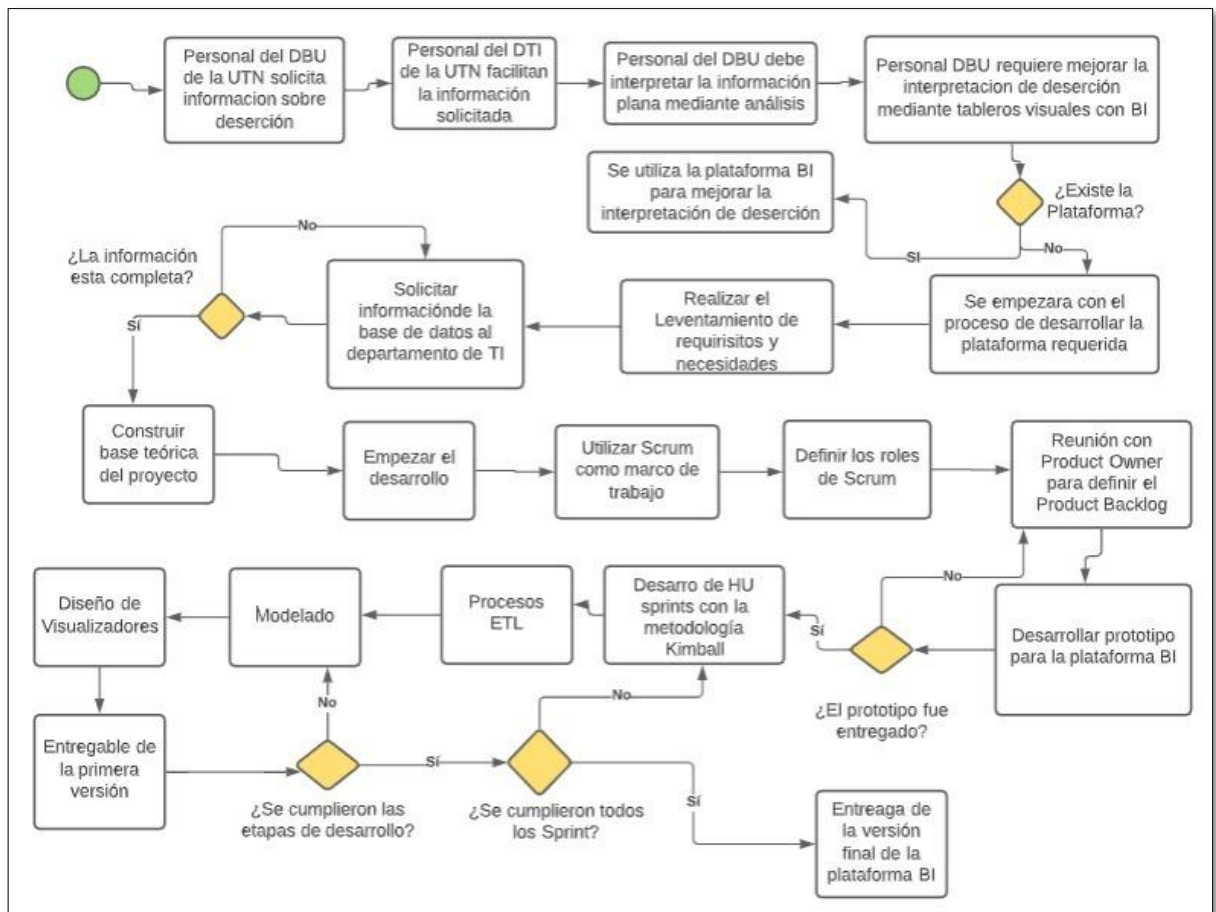 Personal del DBU
de la UTN solicita
informacion sobre
deserción
Personal del DTI
de la UTN facilitan
la información
solicitada
Personal del DBU debe
interpretar la información
plana mediante análisis
Personal DBU requiere mejorar la
interpretacion de deserción
mediante tableros visuales con BI
¿Existe la
Plataforma?
Se utiliza la plataforma BI
para mejorar la
interpretación de deserción
SI
No
Se empezara con el
proceso de desarrollar la
plataforma requerida
Realizar el
Leventamiento de
requirisitos y
necesidades
Solicitar
informaciónde la
base de datos al
departamento de TI
No
¿La información
esta completa?
Sí
Construir
base teórica
del proyecto
Empezar el
desarrollo
Utilizar Scrum
como marco de
trabajo
Definir los roles
de Scrum
Reunión con
Product Owner
para definir el
Product Backlog
No
Desarrollar prototipo
para la plataforma BI
¿El prototipo fue
entregado?
Sí
Desarro de HU
sprints con la
metodología
Kimball
Procesos
ETL
Modelado
Diseño de
Visualizadores
Entregable de
la primera
versión
No
¿Se cumplieron las
etapas de desarrollo?
Sí
No
¿Se cumplieron todos
los Sprint?
Sí
Entreaga de
la versión
final de la
plataforma BI